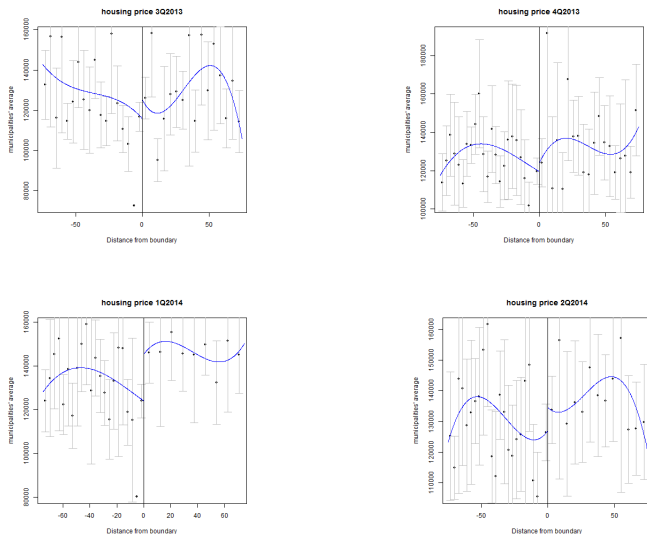 housing price 3Q2013
municipalities' average
80000 100000 120000 140000 160000
-50 0 50
Distance from boundary
housing price 4Q2013
municipalities' average
100000 120000 140000 160000 180000
-50 0 50
Distance from boundary
housing price 1Q2014
municipalities' average
80000 100000 120000 140000 160000
-60 -40 -20 0 20 40 60
Distance from boundary
housing price 2Q2014
municipalities' average
110000 120000 130000 140000 150000 160000
-50 0 50
Distance from boundary